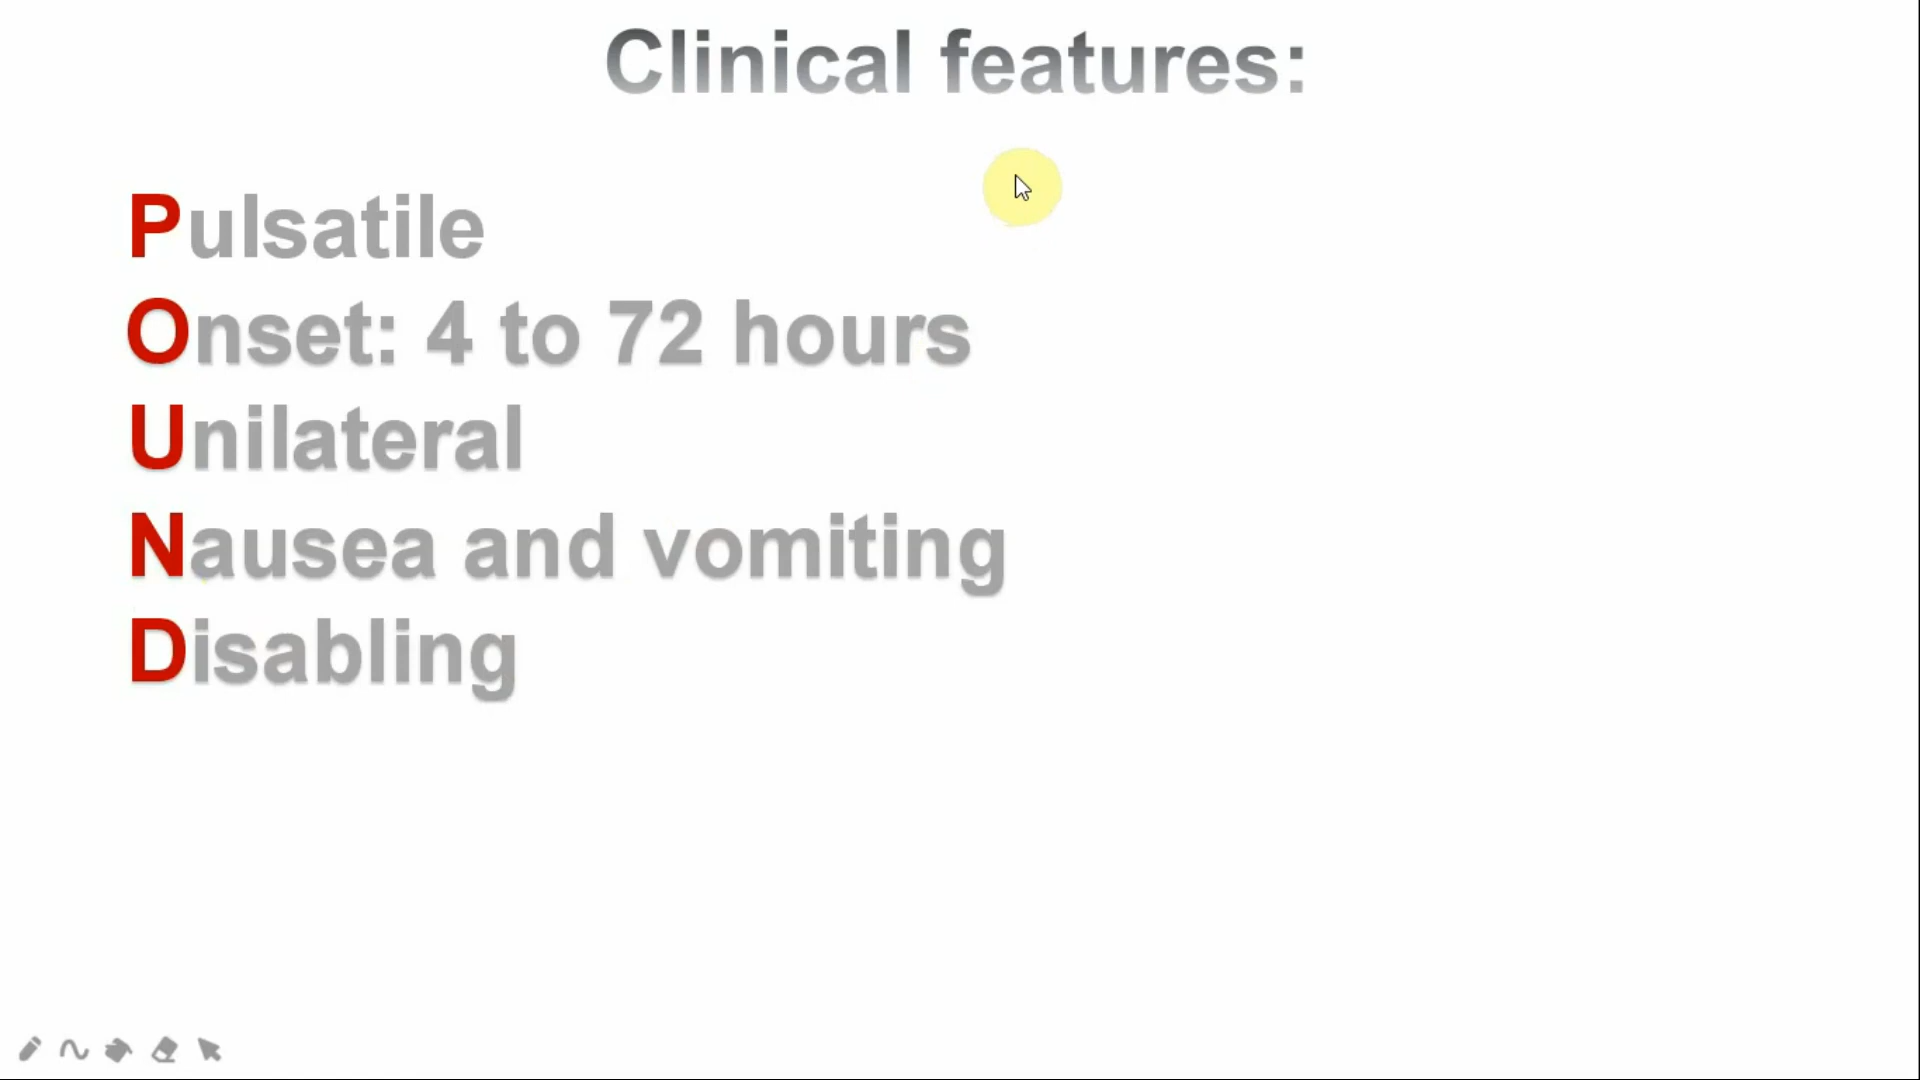 Clinical features:
Pulsatile
Onset: 4 to 72 hours
Unilateral
Nausea and vomiting
Disabling